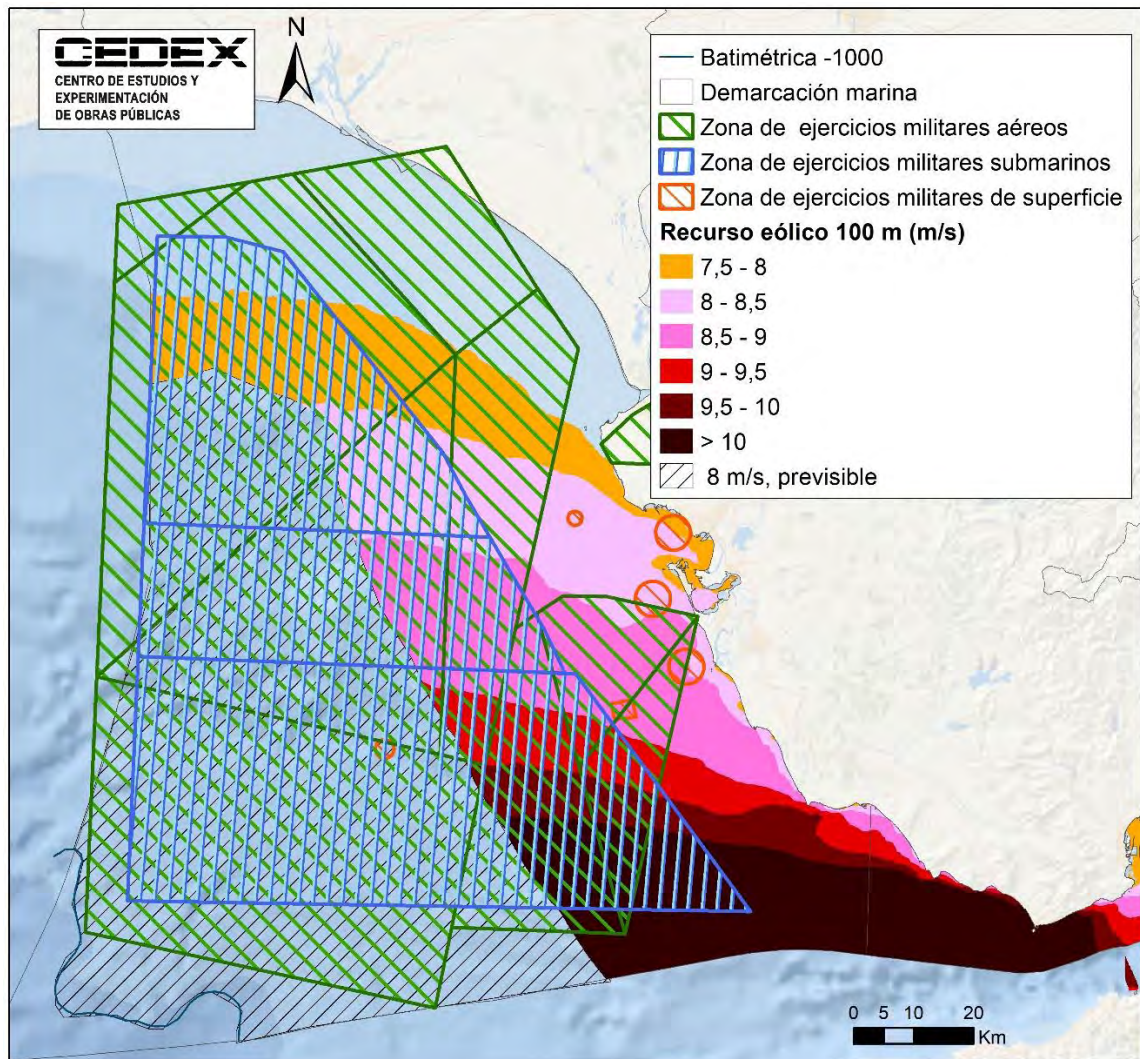 CEDEX
CENTRO DE ESTUDIOS Y
EXPERIMENTACIÓN
DE OBRAS PÚBLICAS
N
Batimétrica -1000
Demarcación marina
Zona de ejercicios militares aéreos
Zona de ejercicios militares submarinos
Zona de ejercicios militares de superficie
Recurso eólico 100 m (m/s)
7,5 - 8
8 - 8,5
8,5 - 9
9 - 9,5
9,5 - 10
> 10
8 m/s, previsible
0 5 10 20
Km